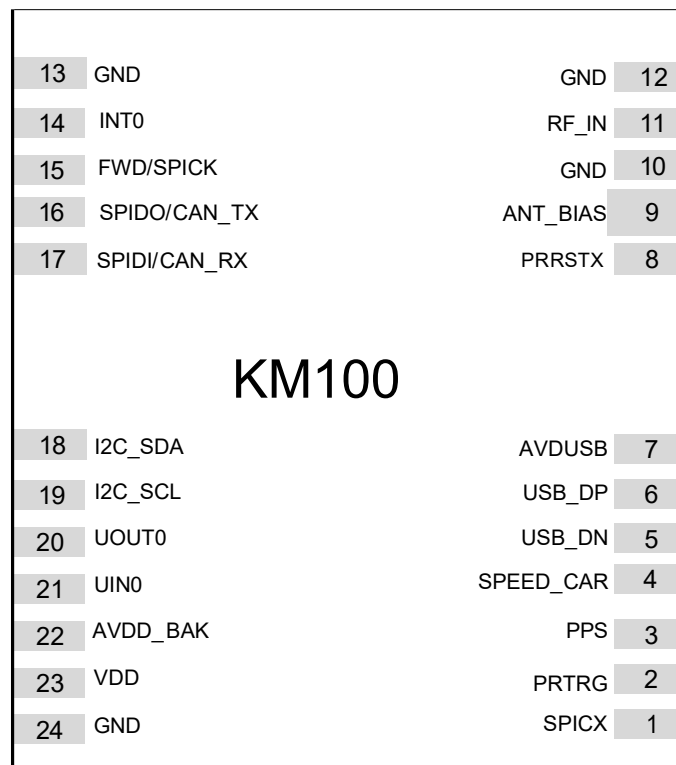 13 GND GND 12
14 INT0 RF_IN 11
15 FWD/SPICK GND 10
16 SPIDO/CAN_TX ANT_BIAS 9
17 SPIDI/CAN_RX PRRSTX 8
KM100
18 I2C_SDA AVDUSB 7
19 I2C_SCL USB_DP 6
20 UOUT0 USB_DN 5
21 UIN0 SPEED_CAR 4
22 AVDD_BAK PPS 3
23 VDD PRTRG 2
24 GND SPICX 1